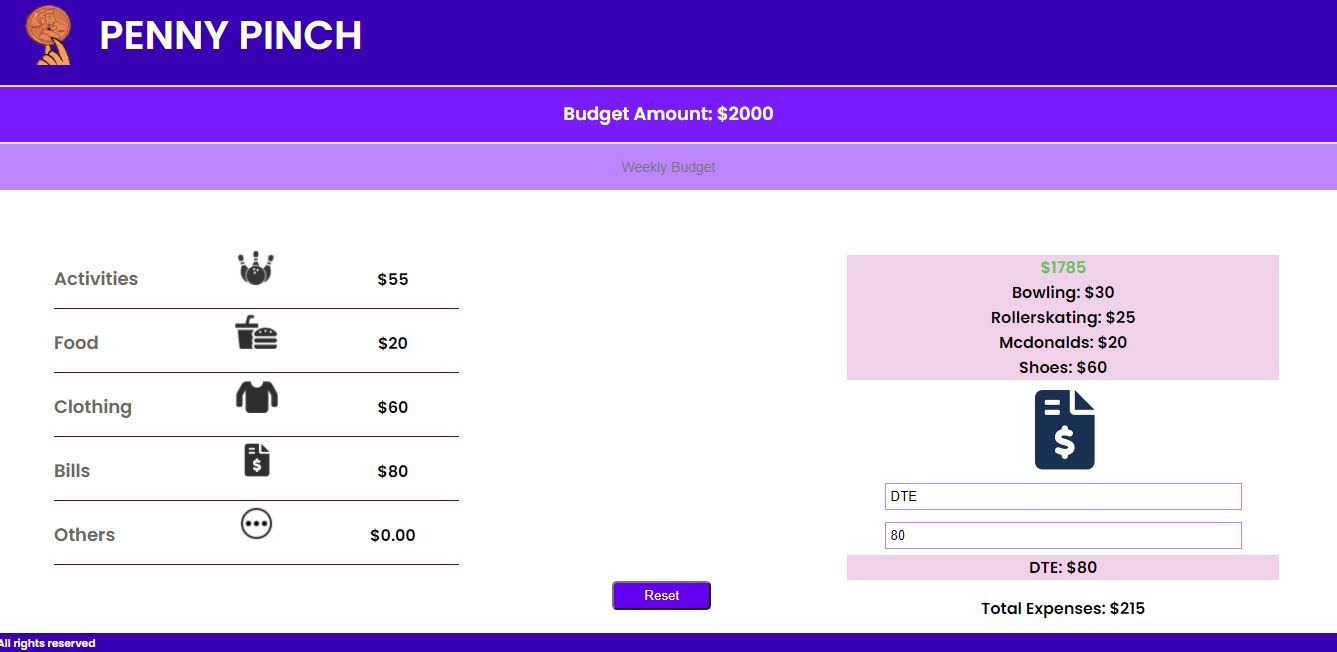 PENNY PINCH
Budget Amount: $2000
Weekly Budget
Activities $55
Food $20
Clothing $60
Bills $80
Others $0.00
$1785
Bowling: $30
Rollerskating: $25
Mcdonalds: $20
Shoes: $60
$
DTE
80
DTE: $80
Reset
Total Expenses: $215
All rights reserved